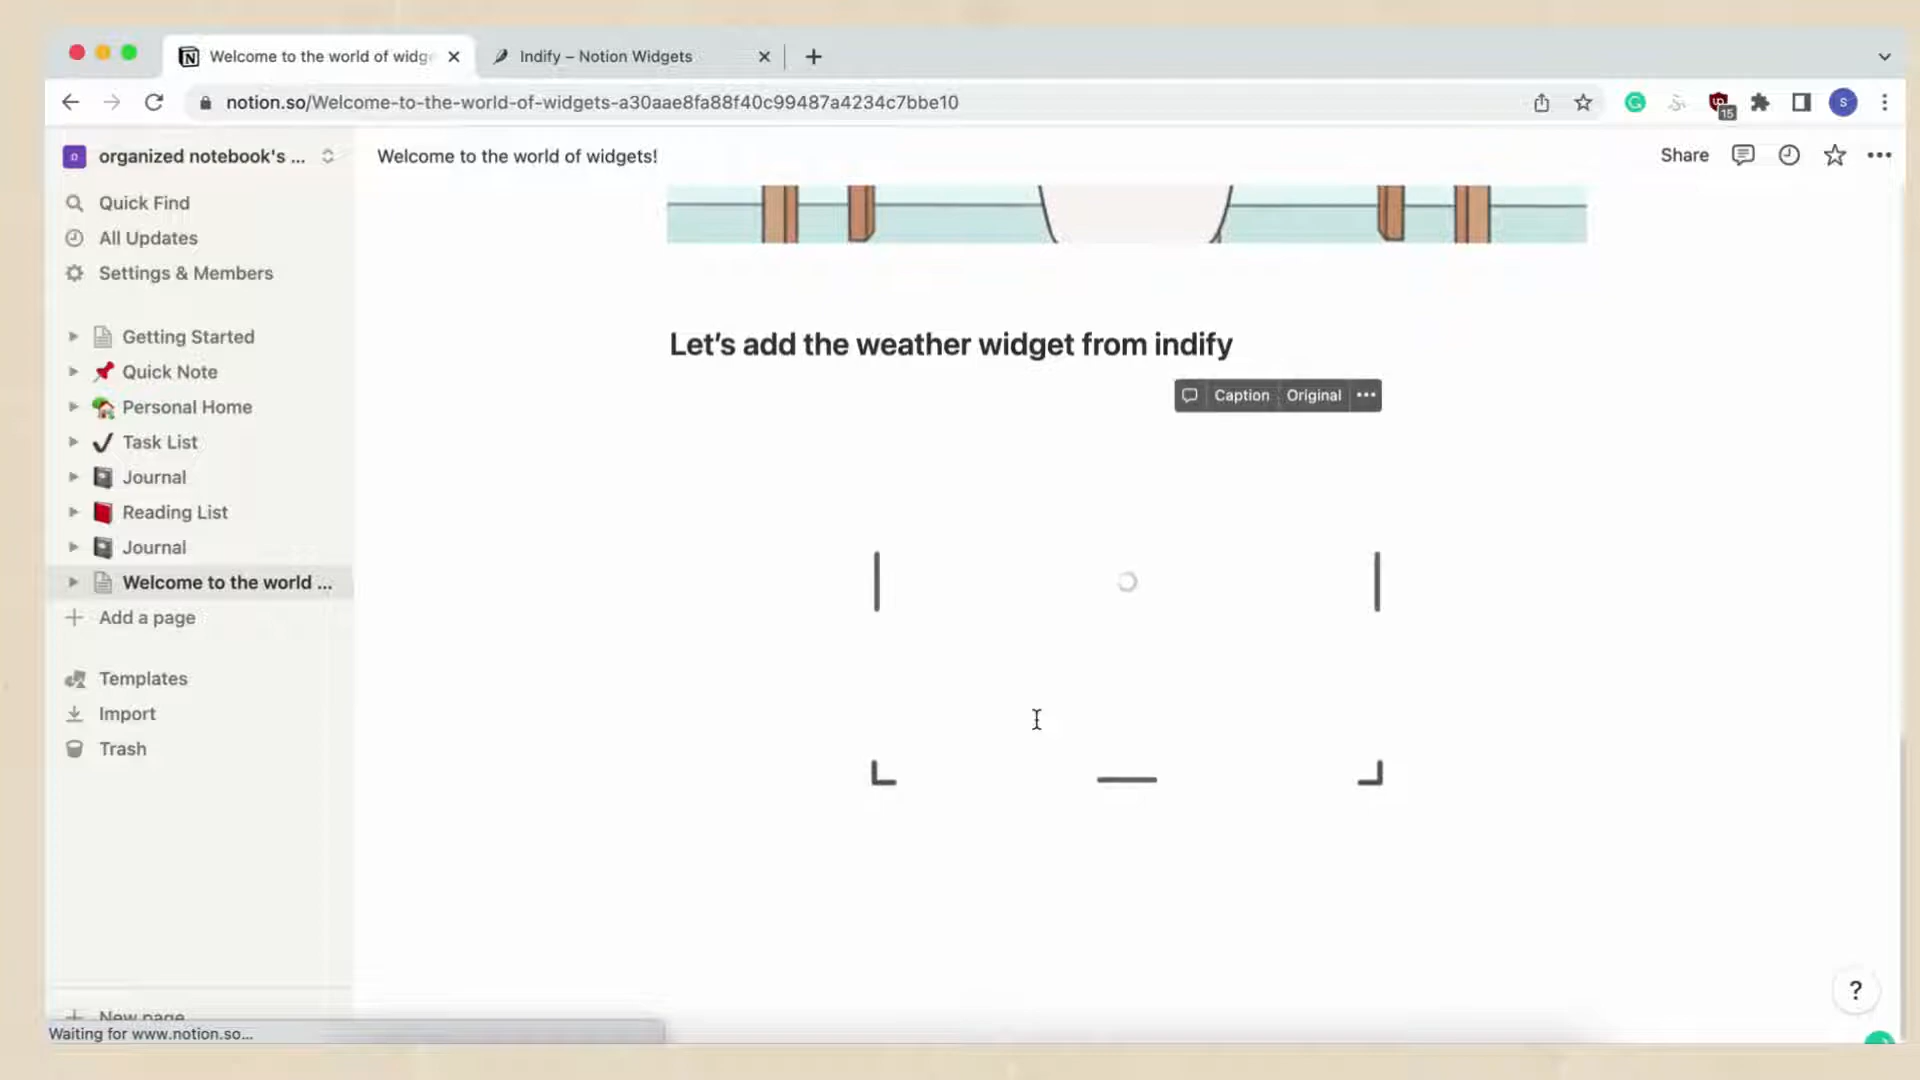 Welcome to the world of widg
Indify – Notion Widgets
notion.so/Welcome-to-the-world-of-widgets-a30aae8fa88f40c99487a4234c7bbe10
15
S
organized notebook's ...
Welcome to the world of widgets!
Share
Quick Find
All Updates
Settings & Members
Getting Started
Quick Note
Personal Home
Task List
Journal
Reading List
Journal
Welcome to the world ...
Add a page
Templates
Import
Trash
New page
Waiting for www.notion.so...
Let's add the weather widget from indify
Caption Original
?